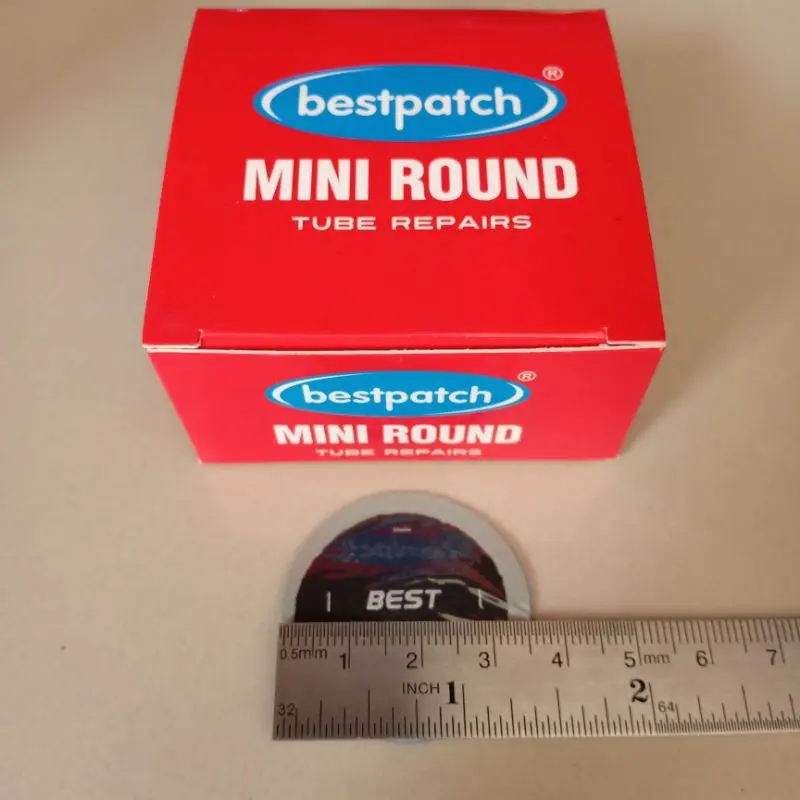 bestpatch®
MINI ROUND
TUBE REPAIRS
bestpatch®
MINI ROUND
TUBE REPAIRS
BEST
0.5mm 1 2 3 4 5 mm 6 7
INCH 1 2
32 64